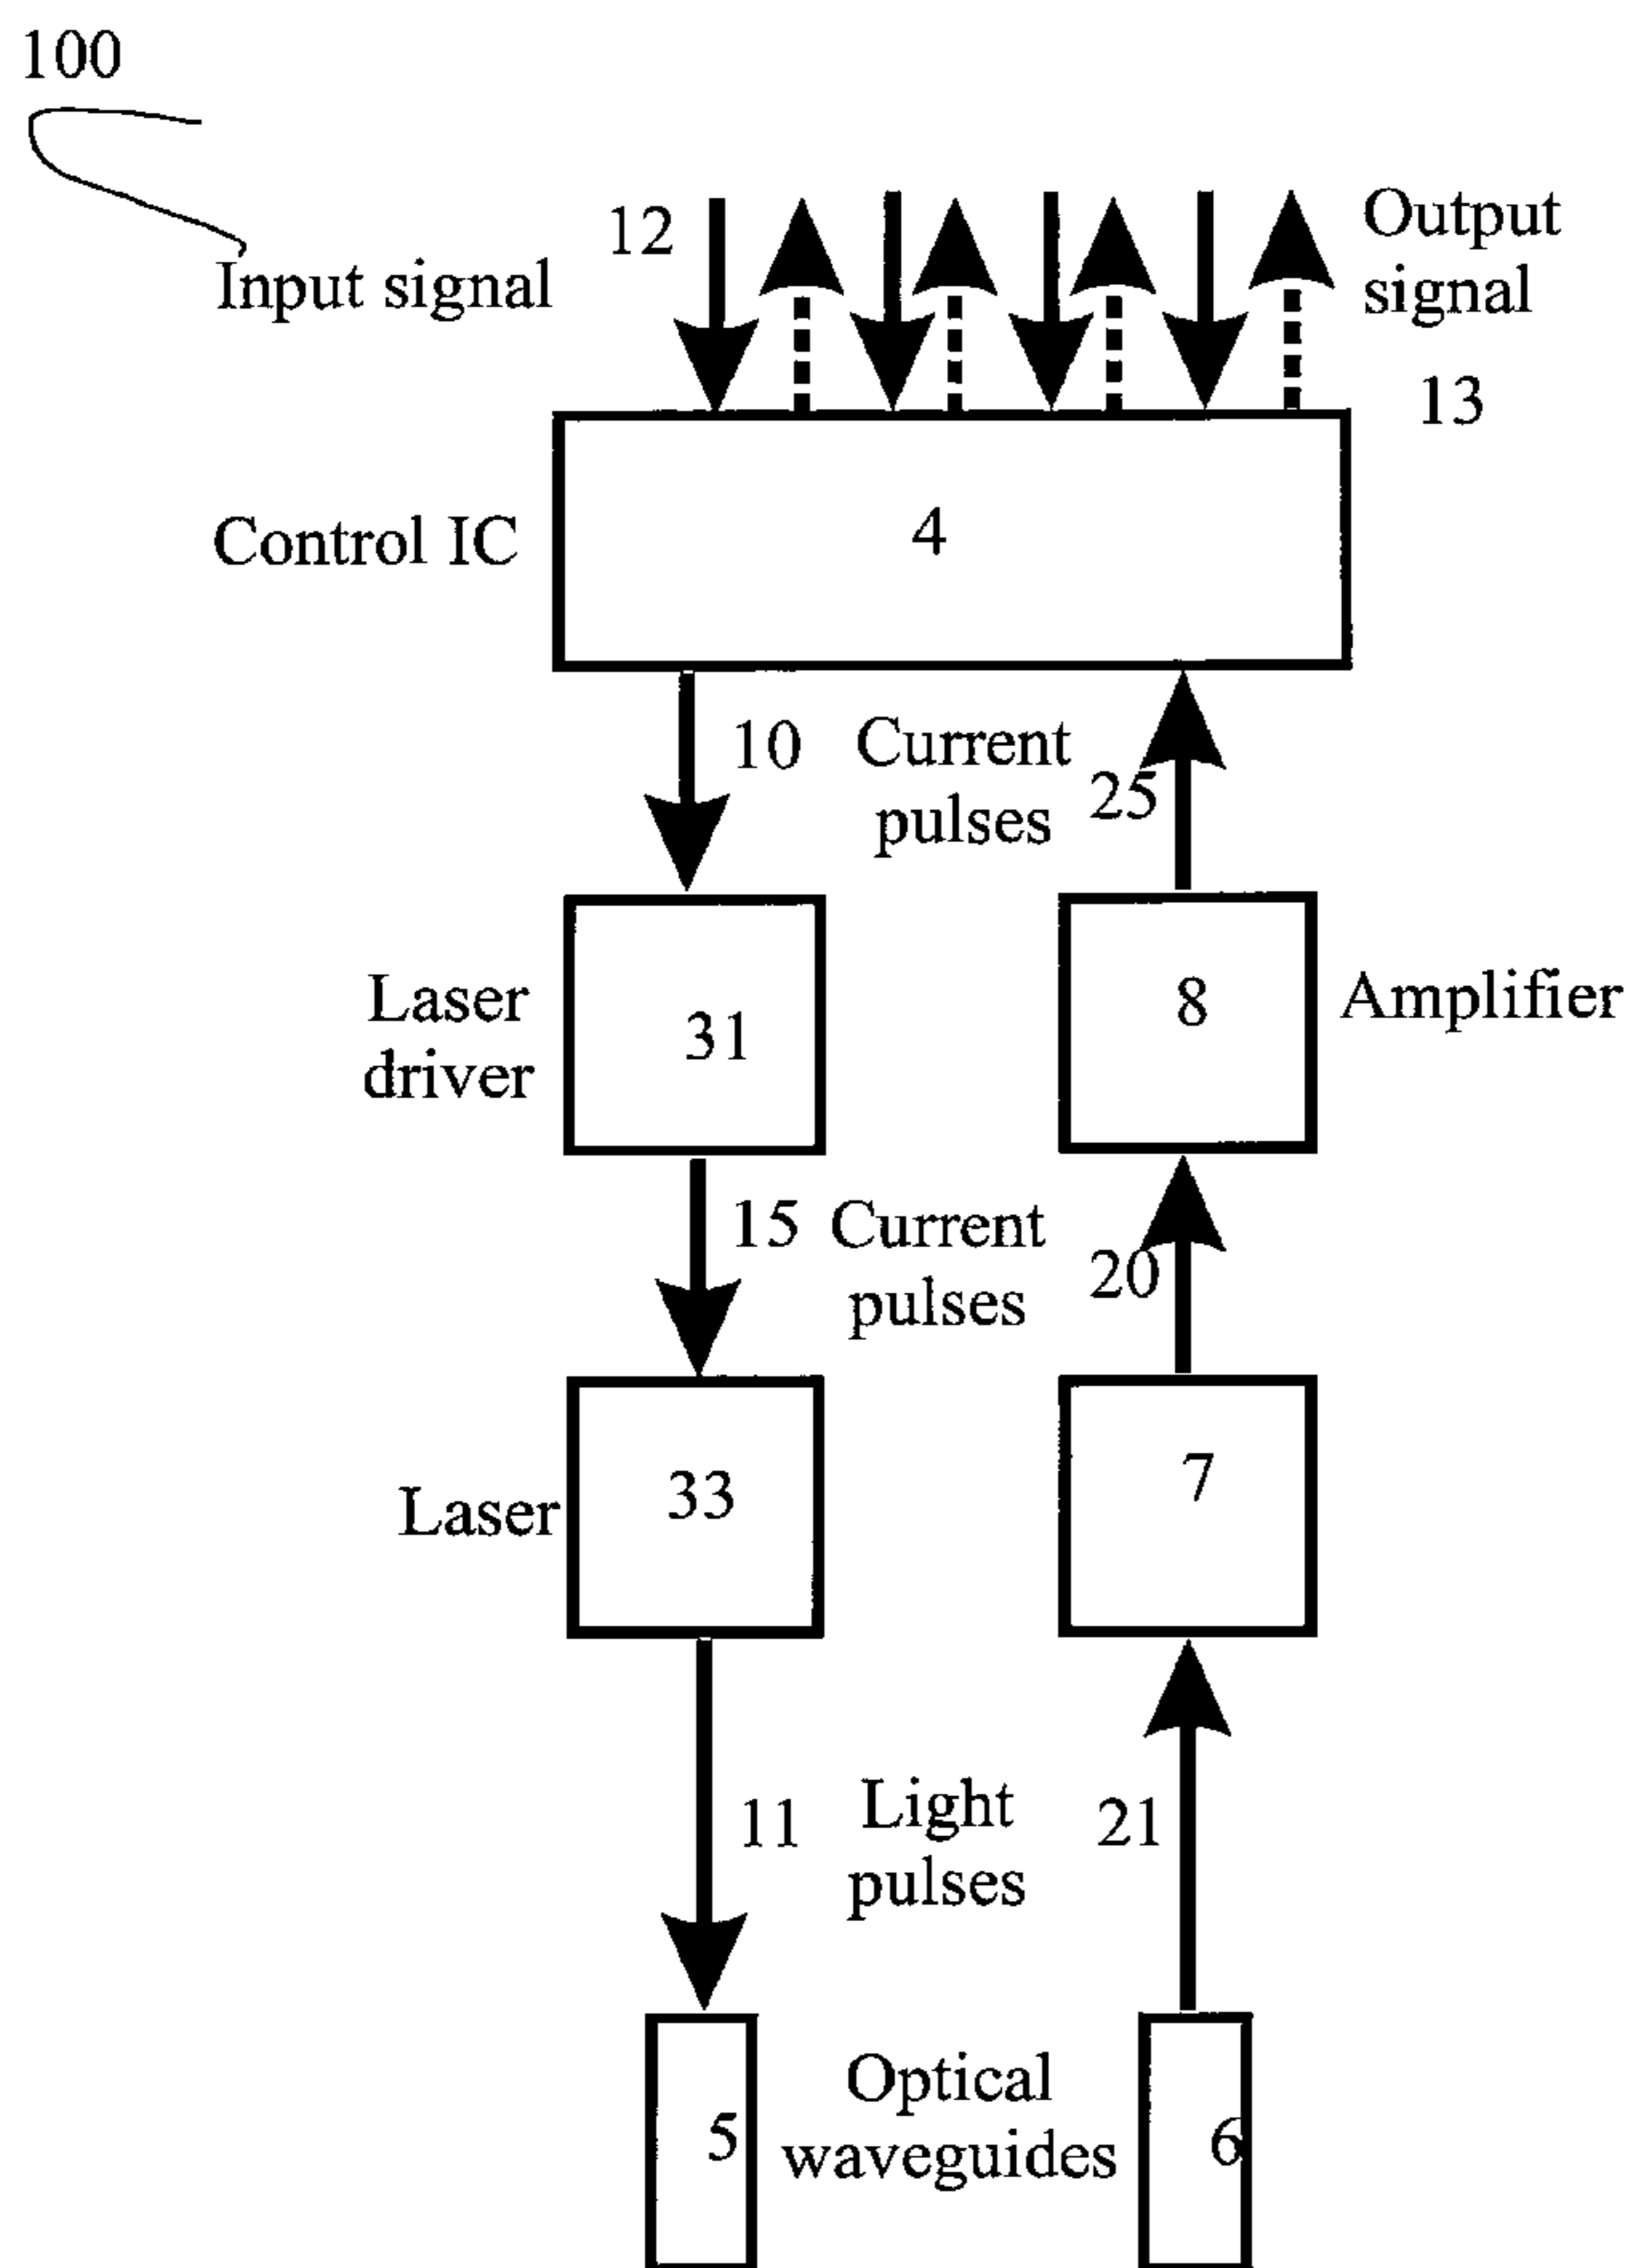 100
12
Output
signal
Input signal
13
Control IC
4
10
Current
pulses
25
Laser
driver
31
8
Amplifier
15
Current
pulses
20
Laser
33
7
11
Light
pulses
21
5
Optical
waveguides
6